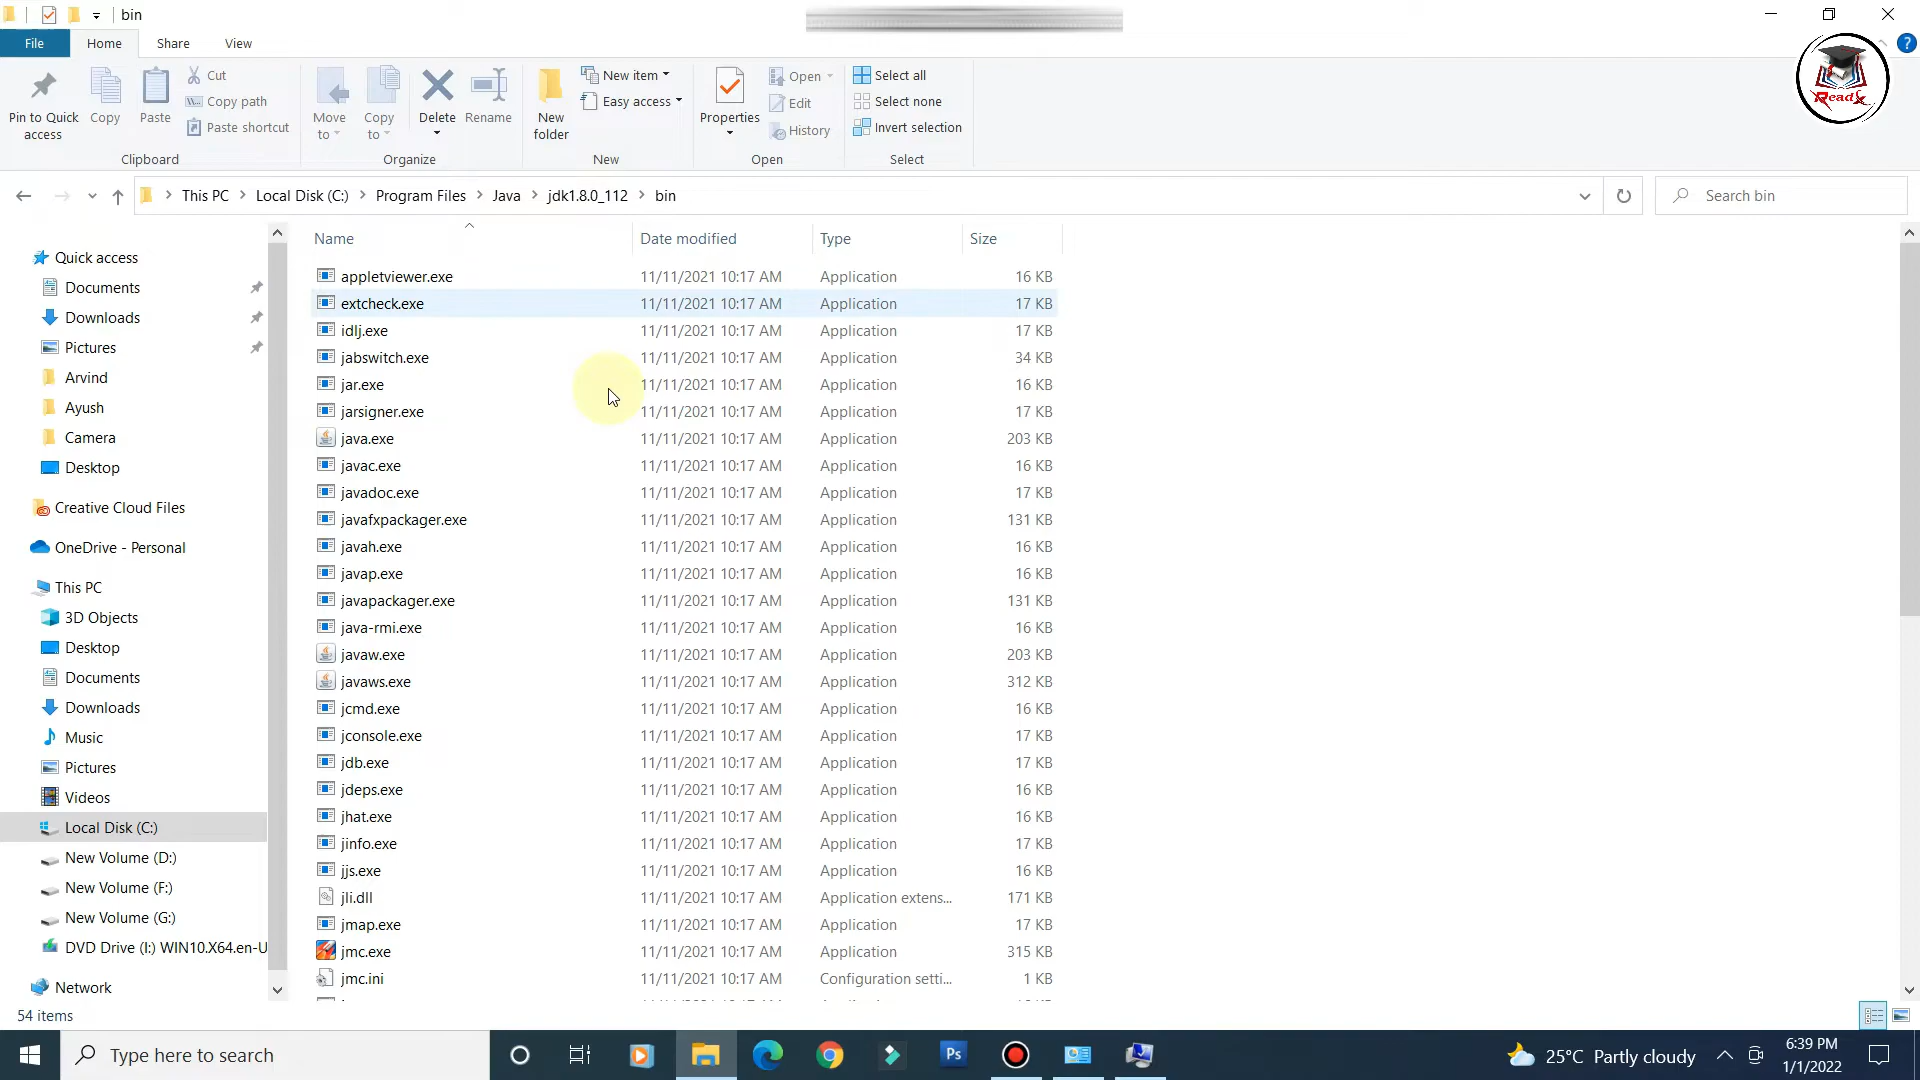 bin
File
Home
Share
View
ReadX
Pin to Quick access
Copy
Paste
Cut
Copy path
Paste shortcut
Clipboard
Move to
Copy to
Delete
Rename
Organize
New folder
New item
Easy access
New
Properties
Open
Edit
History
Open
Select all
Select none
Invert selection
Select
This PC > Local Disk (C:) > Program Files > Java > jdk1.8.0_112 > bin
Search bin
Quick access
Documents
Downloads
Pictures
Arvind
Ayush
Camera
Desktop
Creative Cloud Files
OneDrive - Personal
This PC
3D Objects
Desktop
Documents
Downloads
Music
Pictures
Videos
Local Disk (C:)
New Volume (D:)
New Volume (F:)
New Volume (G:)
DVD Drive (I:) WIN10.X64.en-U
Network
Name Date modified Type Size
appletviewer.exe 11/11/2021 10:17 AM Application 16 KB
extcheck.exe 11/11/2021 10:17 AM Application 17 KB
idlj.exe 11/11/2021 10:17 AM Application 17 KB
jabswitch.exe 11/11/2021 10:17 AM Application 34 KB
jar.exe 11/11/2021 10:17 AM Application 16 KB
jarsigner.exe 11/11/2021 10:17 AM Application 17 KB
java.exe 11/11/2021 10:17 AM Application 203 KB
javac.exe 11/11/2021 10:17 AM Application 16 KB
javadoc.exe 11/11/2021 10:17 AM Application 17 KB
javafxpackager.exe 11/11/2021 10:17 AM Application 131 KB
javah.exe 11/11/2021 10:17 AM Application 16 KB
javap.exe 11/11/2021 10:17 AM Application 16 KB
javapackager.exe 11/11/2021 10:17 AM Application 131 KB
java-rmi.exe 11/11/2021 10:17 AM Application 16 KB
javaw.exe 11/11/2021 10:17 AM Application 203 KB
javaws.exe 11/11/2021 10:17 AM Application 312 KB
jcmd.exe 11/11/2021 10:17 AM Application 16 KB
jconsole.exe 11/11/2021 10:17 AM Application 17 KB
jdb.exe 11/11/2021 10:17 AM Application 17 KB
jdeps.exe 11/11/2021 10:17 AM Application 16 KB
jhat.exe 11/11/2021 10:17 AM Application 16 KB
jinfo.exe 11/11/2021 10:17 AM Application 17 KB
jjs.exe 11/11/2021 10:17 AM Application 16 KB
jli.dll 11/11/2021 10:17 AM Application extens... 171 KB
jmap.exe 11/11/2021 10:17 AM Application 17 KB
jmc.exe 11/11/2021 10:17 AM Application 315 KB
jmc.ini 11/11/2021 10:17 AM Configuration setti... 1 KB
54 items
Type here to search
Ps
25°C Partly cloudy
6:39 PM
1/1/2022